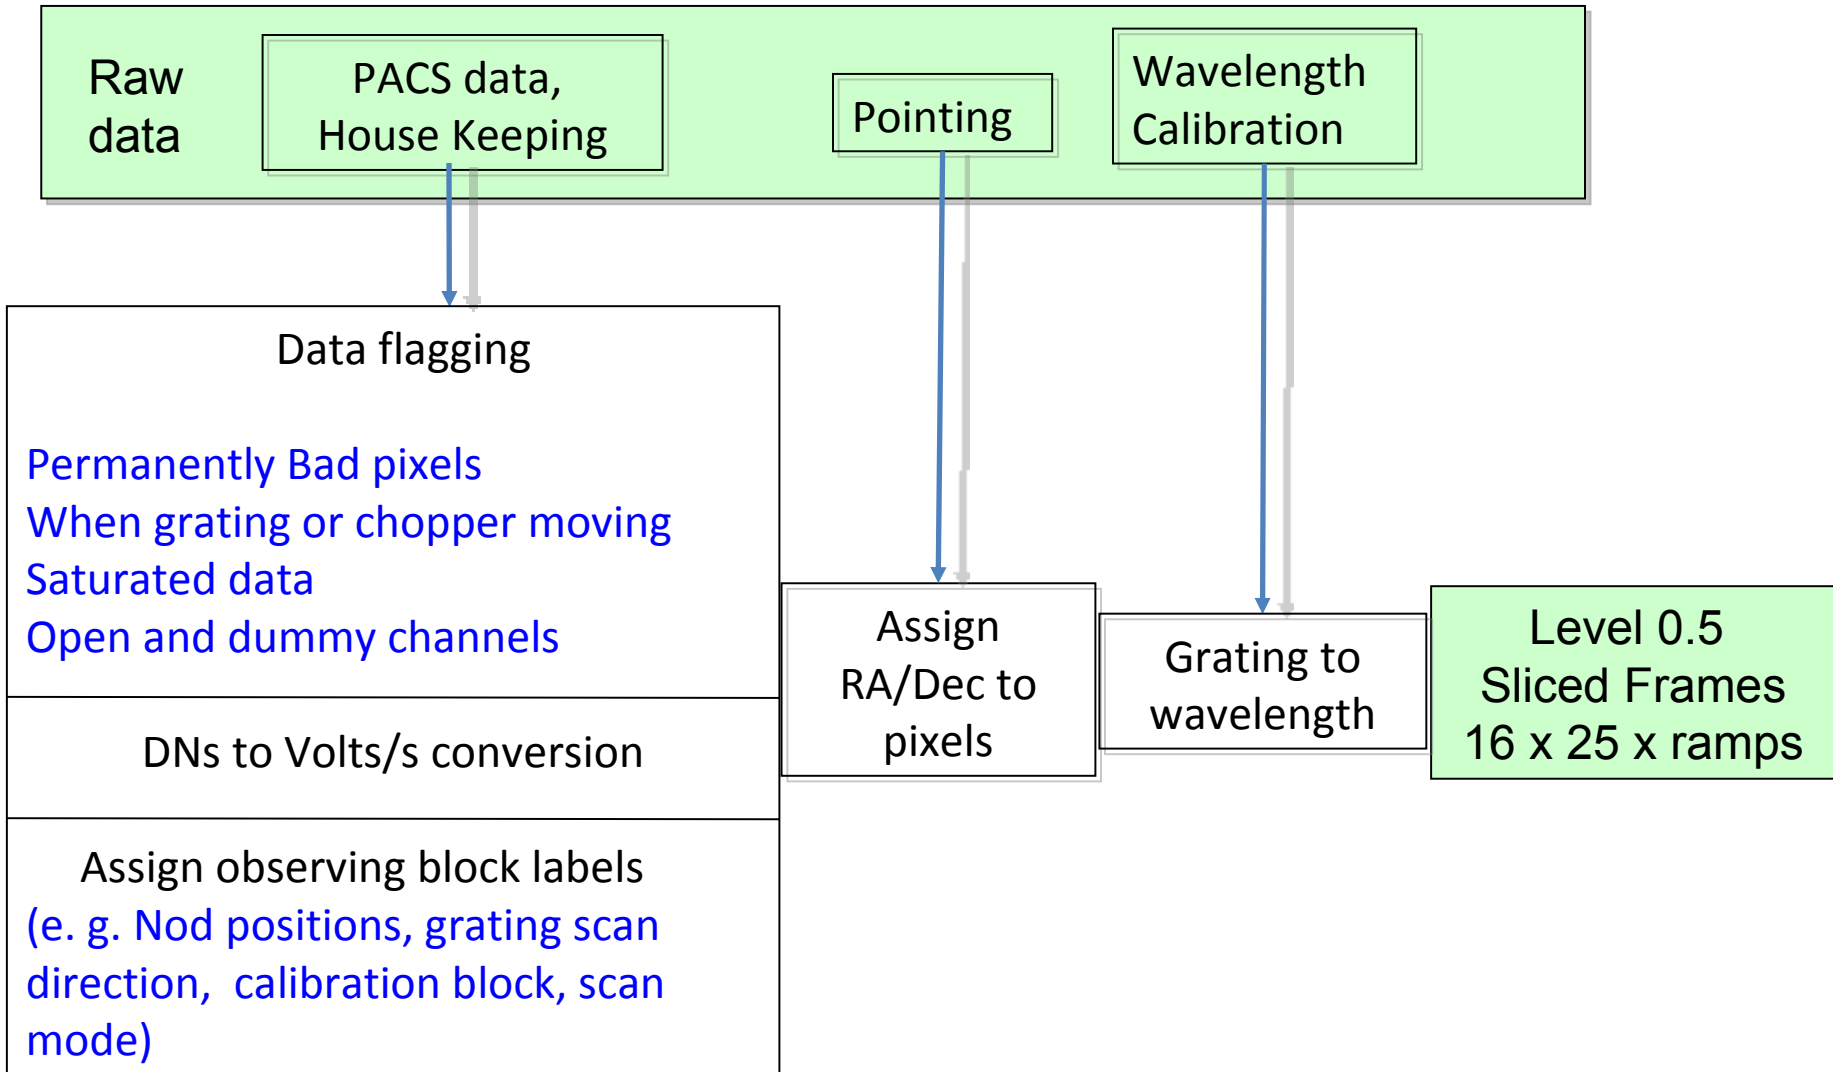 Raw
data
PACS data,
House Keeping
Pointing
Wavelength
Calibration
Data flagging
Permanently Bad pixels
When grating or chopper moving
Saturated data
Open and dummy channels
DNs to Volts/s conversion
Assign observing block labels
(e. g. Nod positions, grating scan
direction,  calibration block, scan
mode)
Assign
RA/Dec to
pixels
Grating to
wavelength
Level 0.5
Sliced Frames
16 x 25 x ramps